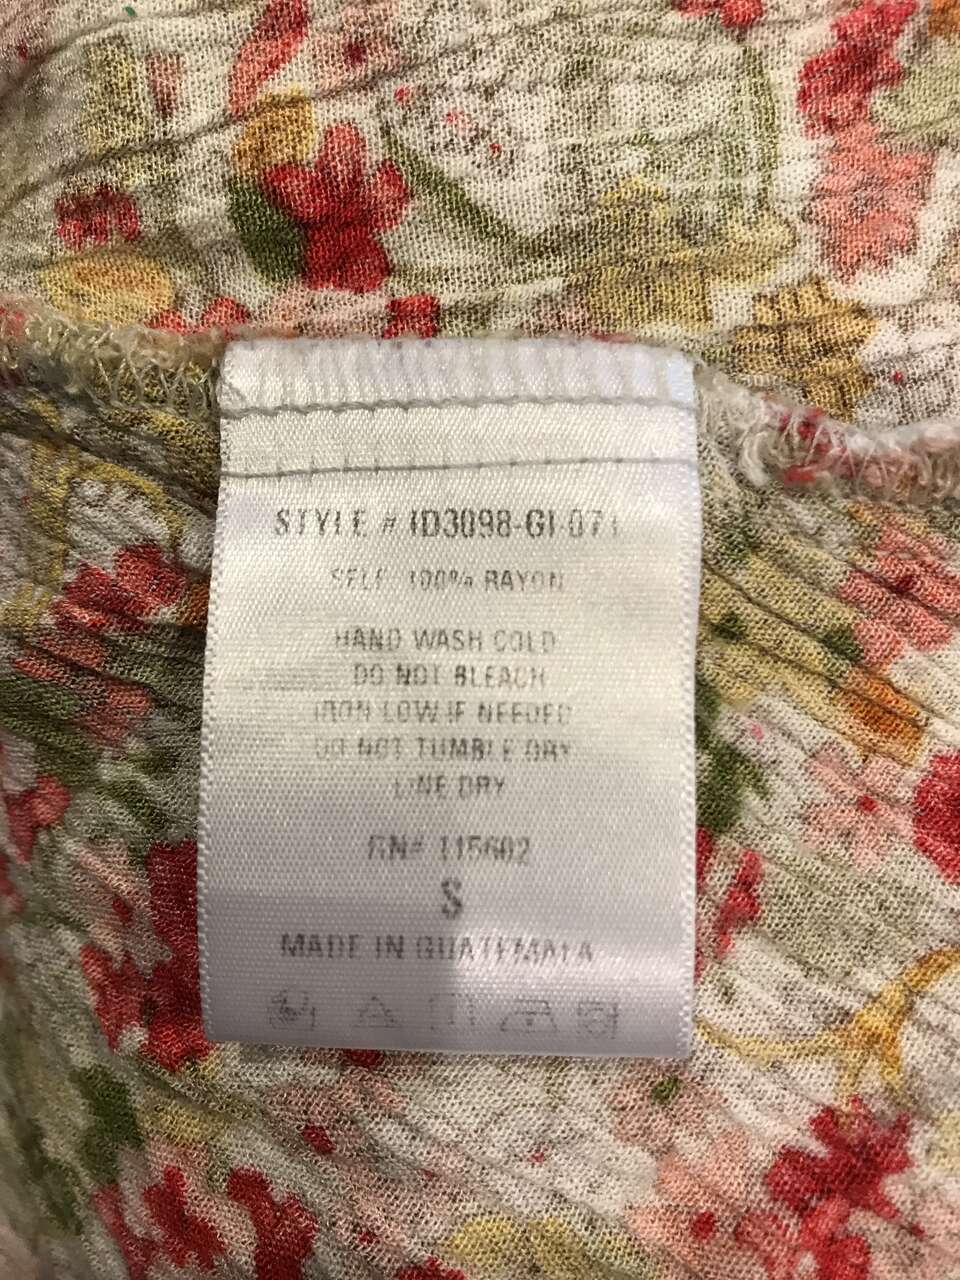 STYLE # ID3098-GI-071
SELF: 100% RAYON
HAND WASH COLD
DO NOT BLEACH
IRON LOW IF NEEDED
DO NOT TUMBLE DRY
LINE DRY
RN# 115602
S
MADE IN GUATEMALA